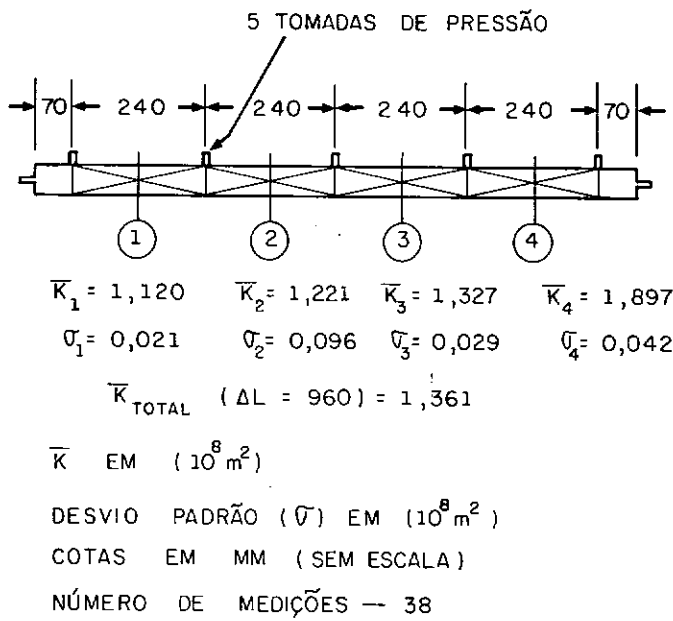 5 TOMADAS DE PRESSÃO
70 240 240 240 240 70
1 2 3 4
K̅₁ = 1,120 K̅₂ = 1,221 K̅₃ = 1,327 K̅₄ = 1,897
σ₁ = 0,021 σ₂ = 0,096 σ₃ = 0,029 σ₄ = 0,042
K̅ TOTAL (ΔL = 960) = 1,361
K̅ EM (10⁸ m²)
DESVIO PADRÃO (σ) EM (10⁸ m²)
COTAS EM MM (SEM ESCALA)
NÚMERO DE MEDIÇÕES — 38